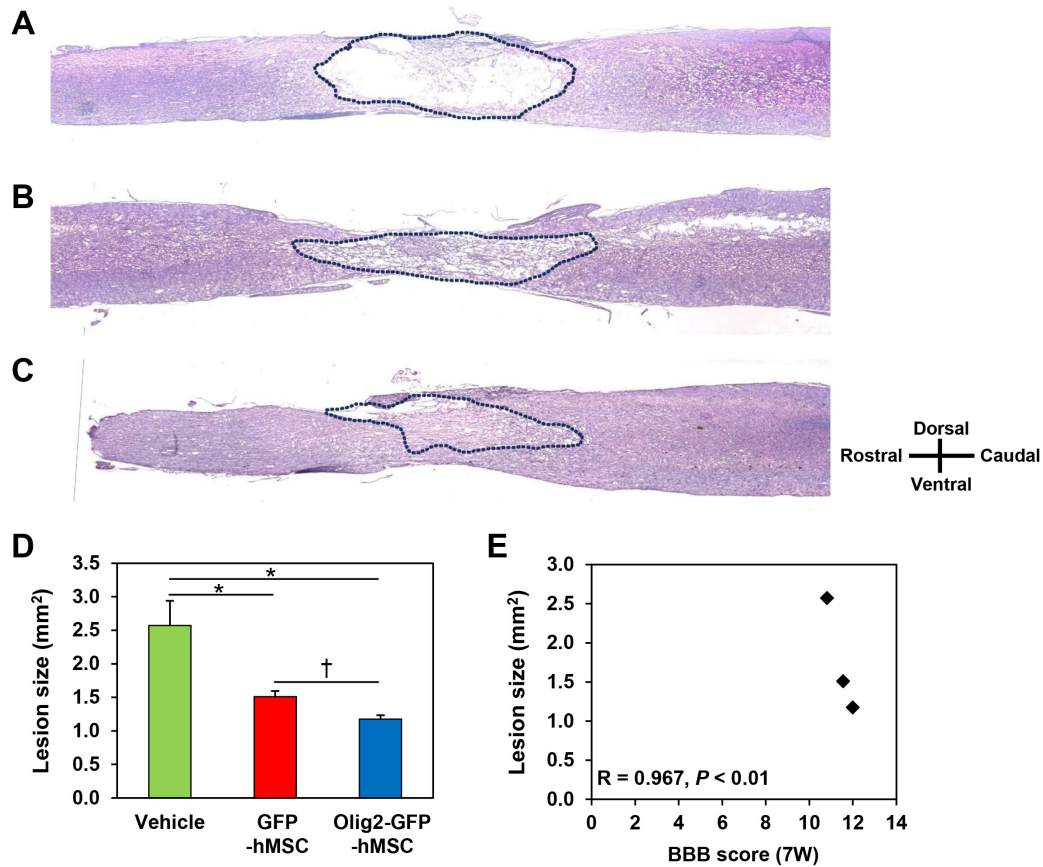 A
B
C
Dorsal
Rostral
Caudal
Ventral
D
Lesion size (mm²)
3.5
3.0
2.5
2.0
1.5
1.0
0.5
0.0
*
*
†
Vehicle
GFP
-hMSC
Olig2-GFP
-hMSC
E
Lesion size (mm²)
3.0
2.5
2.0
1.5
1.0
0.5
0.0
R = 0.967, P < 0.01
0 2 4 6 8 10 12 14
BBB score (7W)